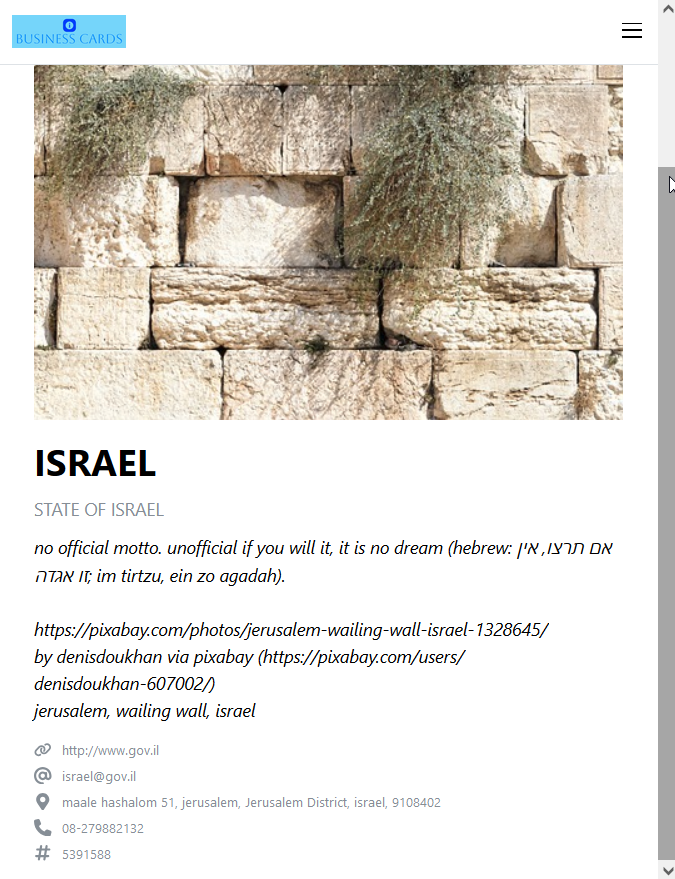 BUSINESS CARDS
ISRAEL
STATE OF ISRAEL
no official motto. unofficial if you will it, it is no dream (hebrew: אם תרצו, אין
זו אגדה; im tirtzu, ein zo agadah).
https://pixabay.com/photos/jerusalem-wailing-wall-israel-1328645/
by denisdoukhan via pixabay (https://pixabay.com/users/
denisdoukhan-607002/)
jerusalem, wailing wall, israel
http://www.gov.il
israel@gov.il
maale hashalom 51, jerusalem, Jerusalem District, israel, 9108402
08-279882132
5391588